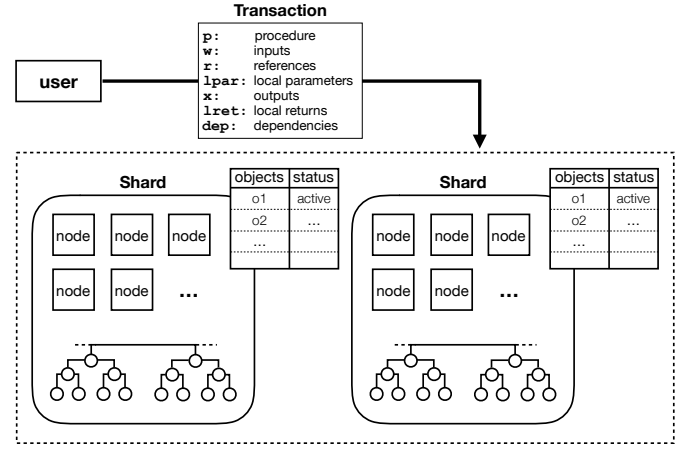 Transaction
p: procedure
w: inputs
r: references
lpar: local parameters
x: outputs
lret: local returns
dep: dependencies
user
Shard
objects status
o1 active
o2 ...
...
node node node
node node ...
Shard
objects status
o1 active
o2 ...
...
node node node
node node ...